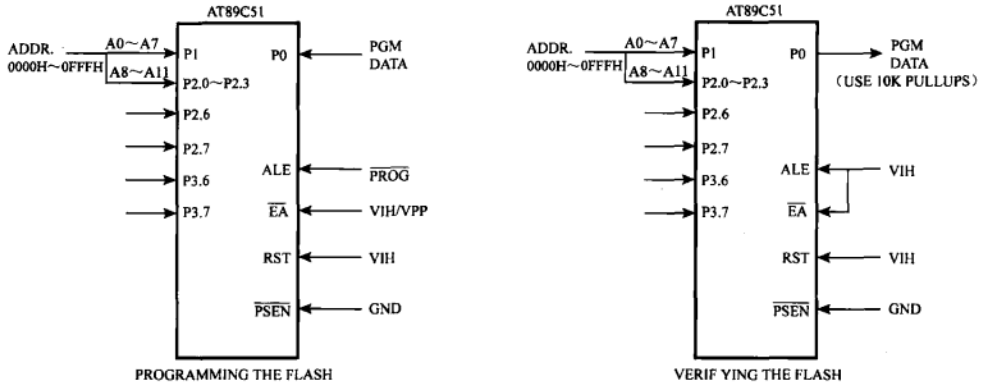 AT89C51
ADDR.
0000H~0FFFH
A0~A7
A8~A11
P1
P2.0~P2.3
P2.6
P2.7
P3.6
P3.7
P0
ALE
EA
RST
PSEN
PGM
DATA
PROG
VIH/VPP
VIH
GND
PROGRAMMING THE FLASH
AT89C51
ADDR.
0000H~0FFFH
A0~A7
A8~A11
P1
P2.0~P2.3
P2.6
P2.7
P3.6
P3.7
P0
ALE
EA
RST
PSEN
PGM
DATA
(USE 10K PULLUPS)
VIH
VIH
GND
VERIF YING THE FLASH